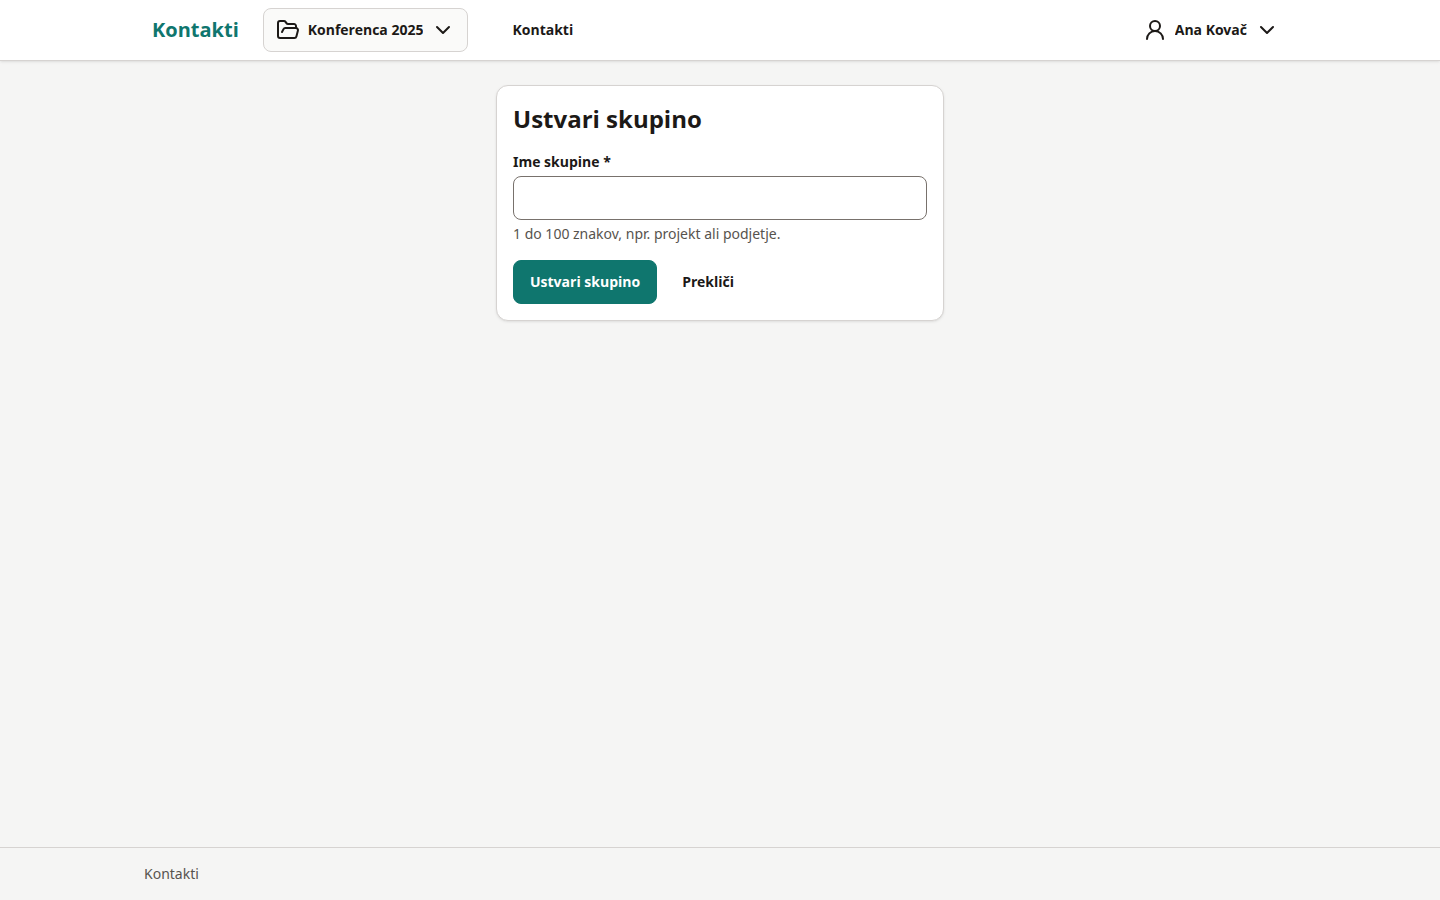 Kontakti
Konferenca 2025
Kontakti
Ana Kovač
Ustvari skupino
Ime skupine *
1 do 100 znakov, npr. projekt ali podjetje.
Ustvari skupino
Prekliči
Kontakti